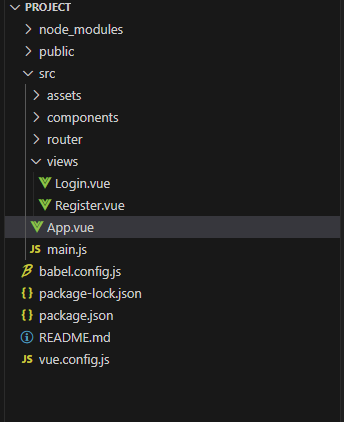 PROJECT
node_modules
public
src
assets
components
router
views
Login.vue
Register.vue
App.vue
JS main.js
babel.config.js
{} package-lock.json
{} package.json
README.md
JS vue.config.js